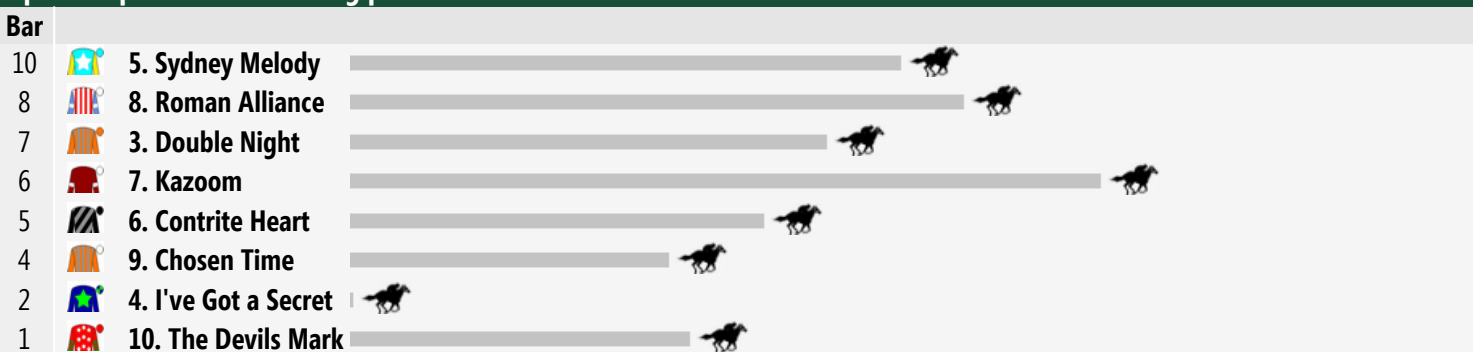 Bar
10 5. Sydney Melody
8 8. Roman Alliance
7 3. Double Night
6 7. Kazoom
5 6. Contrite Heart
4 9. Chosen Time
2 4. I've Got a Secret
1 10. The Devils Mark